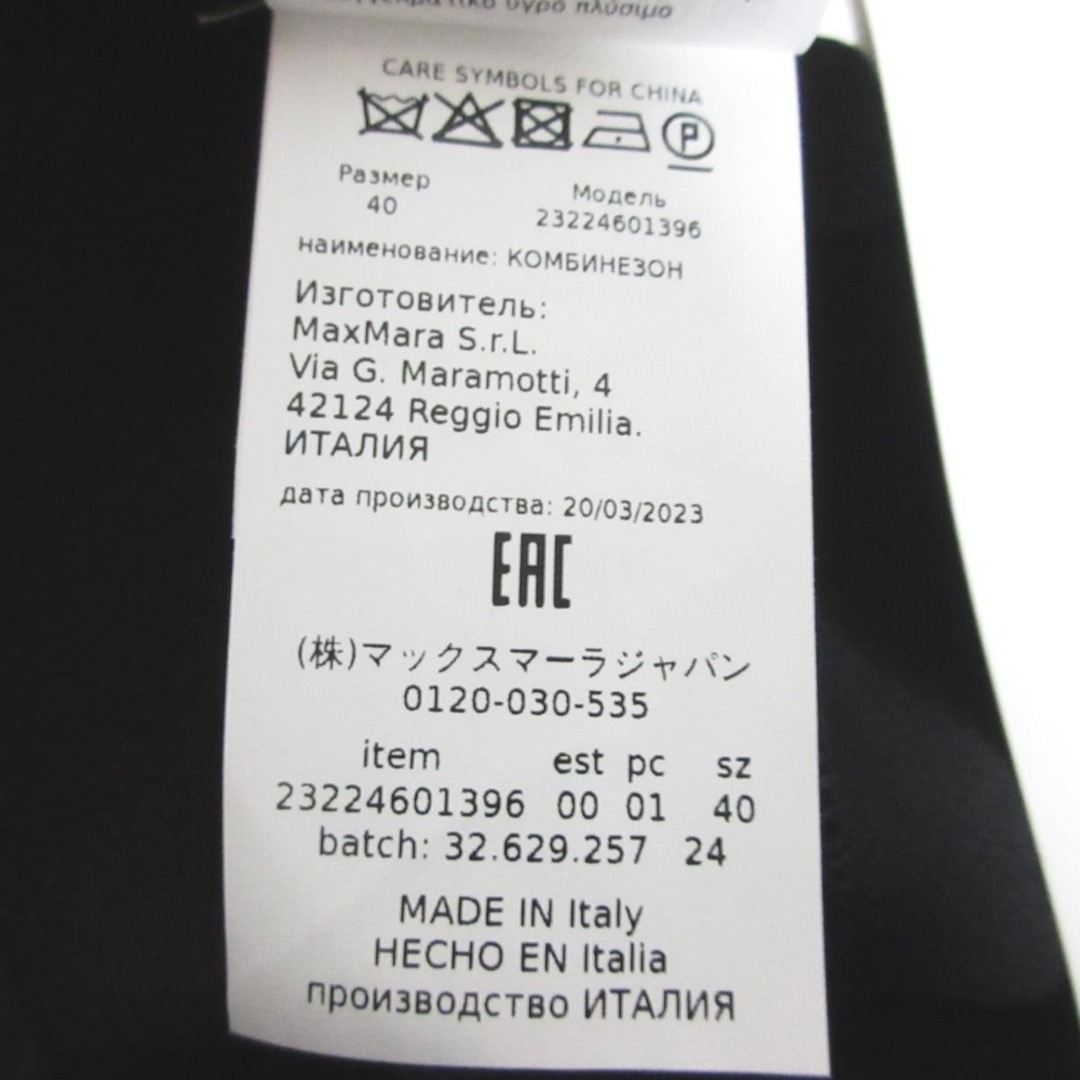 υγρό πλύσιμο
CARE SYMBOLS FOR CHINA
P
Размер Модель
40 23224601396
наименование: КОМБИНЕЗОН
Изготовитель:
MaxMara S.r.L.
Via G. Maramotti, 4
42124 Reggio Emilia.
ИТАЛИЯ
дата производства: 20/03/2023
EAC
(株)マックスマーラジャパン
0120-030-535
item est pc sz
23224601396 00 01 40
batch: 32.629.257 24
MADE IN Italy
HECHO EN Italia
производство ИТАЛИЯ